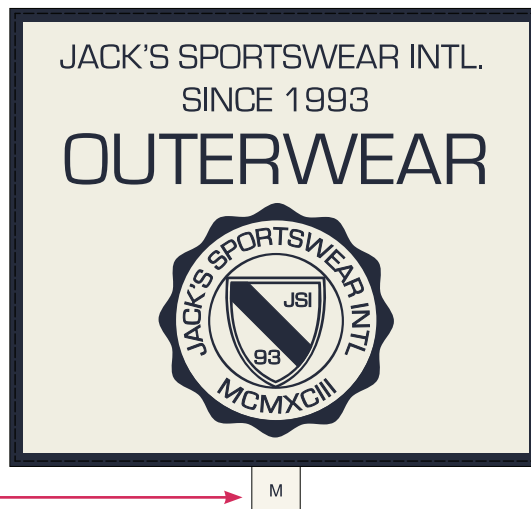 JACK'S SPORTSWEAR INTL.
SINCE 1993
OUTERWEAR
JACK'S SPORTSWEAR INTL
JSI
93
MCMXCIII
M